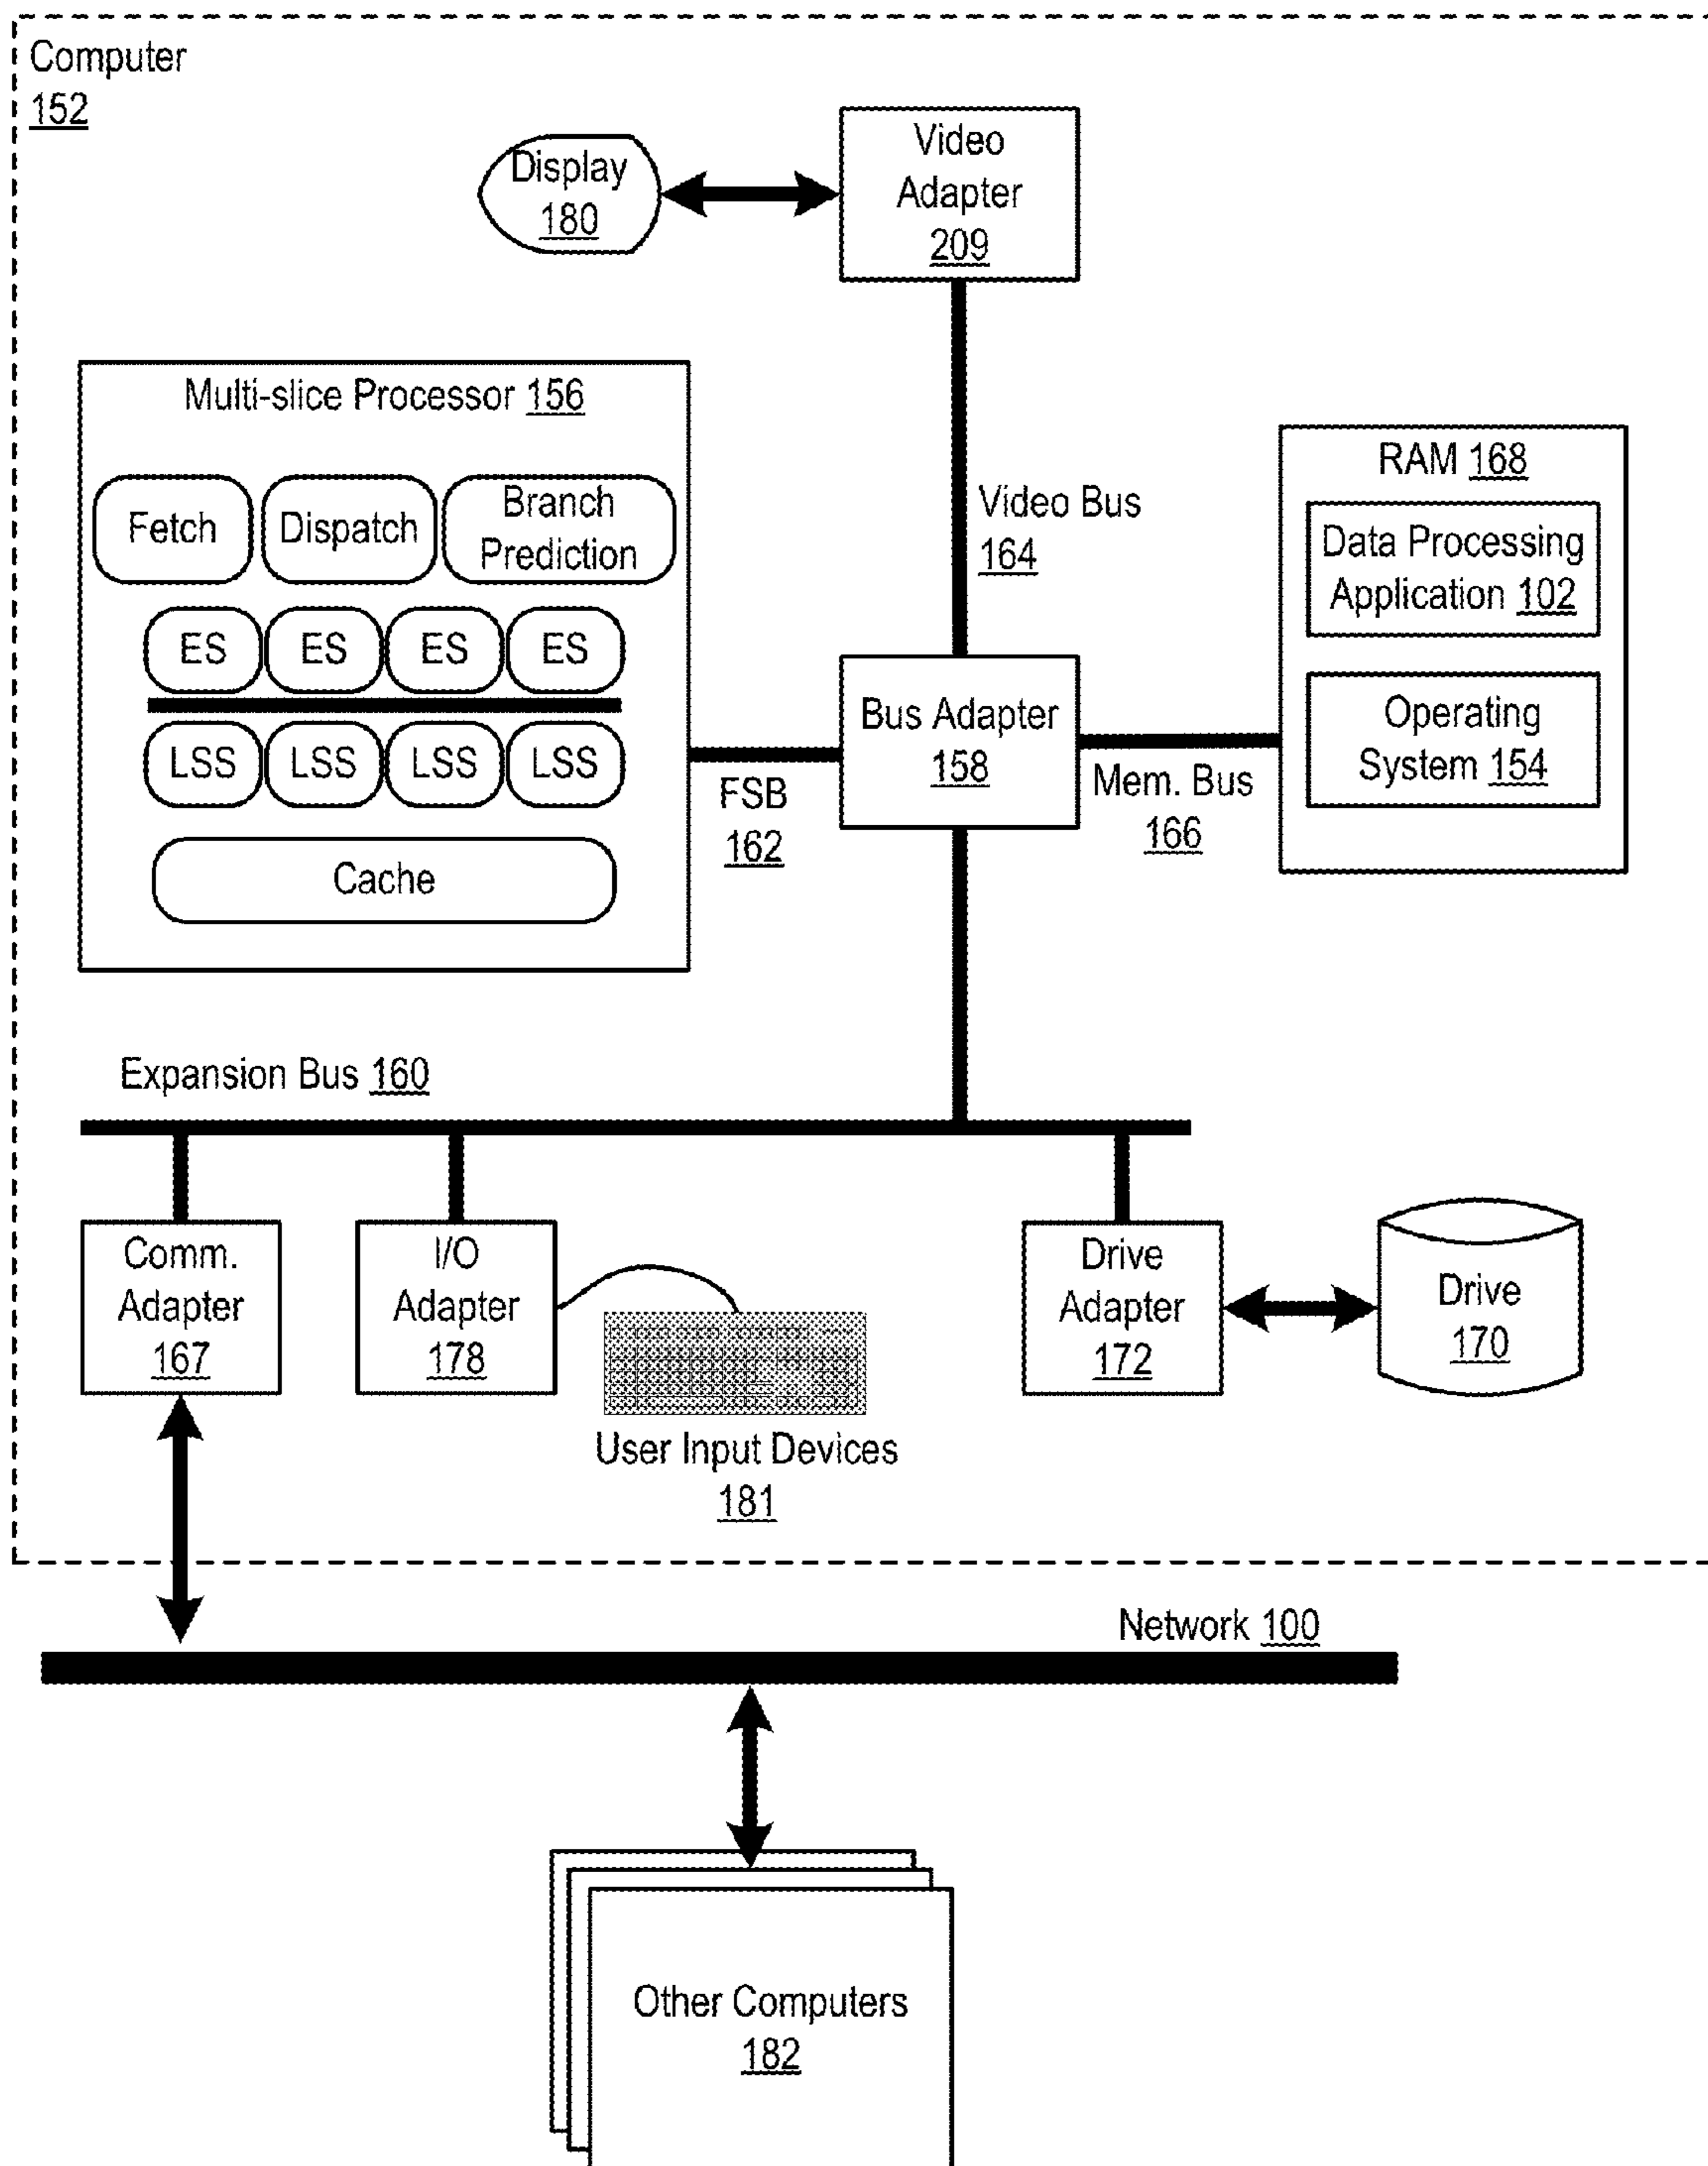 Computer
152
Display
180
Video
Adapter
209
Multi-slice Processor 156
Fetch
Dispatch
Branch
Prediction
ES
ES
ES
ES
LSS
LSS
LSS
LSS
Cache
Video Bus
164
RAM 168
Data Processing
Application 102
Operating
System 154
Bus Adapter
158
FSB
162
Mem. Bus
166
Expansion Bus 160
Comm.
Adapter
167
I/O
Adapter
178
User Input Devices
181
Drive
Adapter
172
Drive
170
Network 100
Other Computers
182